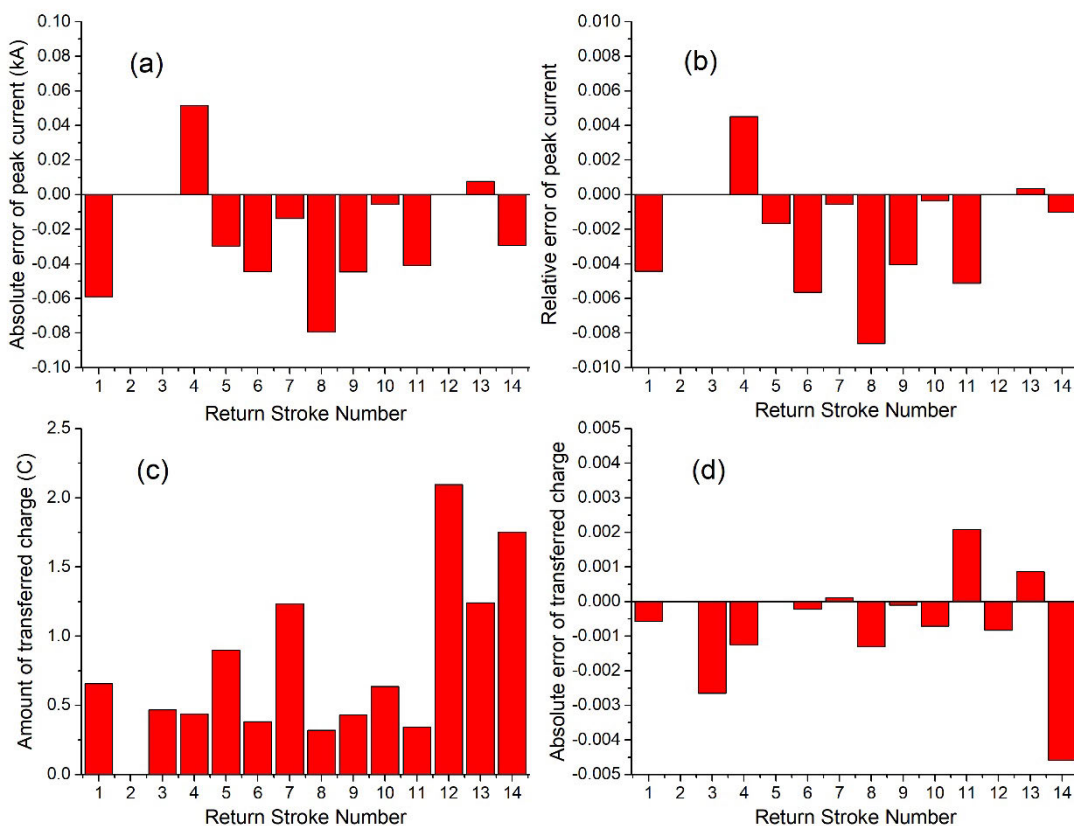 (a)
Absolute error of peak current (kA)
0.10
0.08
0.06
0.04
0.02
0.00
-0.02
-0.04
-0.06
-0.08
-0.10
1 2 3 4 5 6 7 8 9 10 11 12 13 14
Return Stroke Number
(b)
Relative error of peak current
0.010
0.008
0.006
0.004
0.002
0.000
-0.002
-0.004
-0.006
-0.008
-0.010
1 2 3 4 5 6 7 8 9 10 11 12 13 14
Return Stroke Number
(c)
Amount of transferred charge (C)
2.5
2.0
1.5
1.0
0.5
0.0
1 2 3 4 5 6 7 8 9 10 11 12 13 14
Return Stroke Number
(d)
Absolute error of transferred charge
0.005
0.004
0.003
0.002
0.001
0.000
-0.001
-0.002
-0.003
-0.004
-0.005
1 2 3 4 5 6 7 8 9 10 11 12 13 14
Return Stroke Number